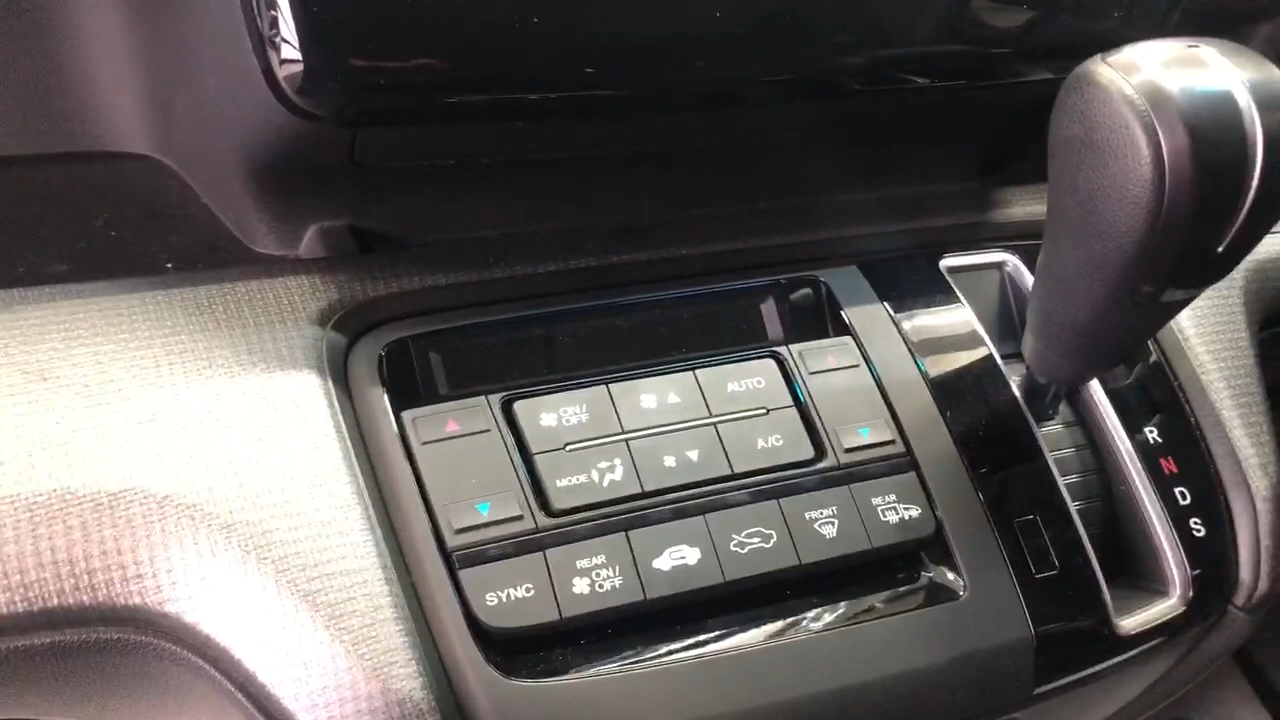 ON/
OFF
AUTO
MODE
A/C
SYNC
REAR
ON/
OFF
FRONT
REAR
R
N
D
S